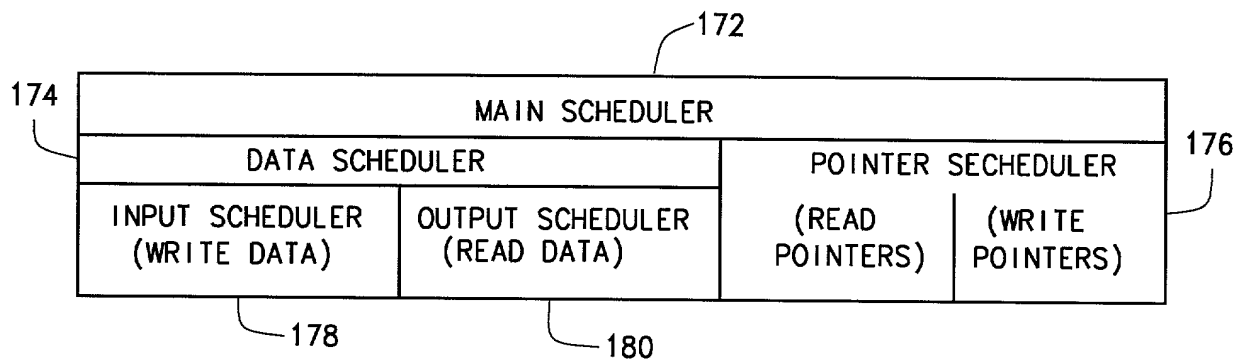 172
174
MAIN SCHEDULER
DATA SCHEDULER
POINTER SECHEDULER
176
INPUT SCHEDULER
(WRITE DATA)
OUTPUT SCHEDULER
(READ DATA)
(READ
POINTERS)
(WRITE
POINTERS)
178
180